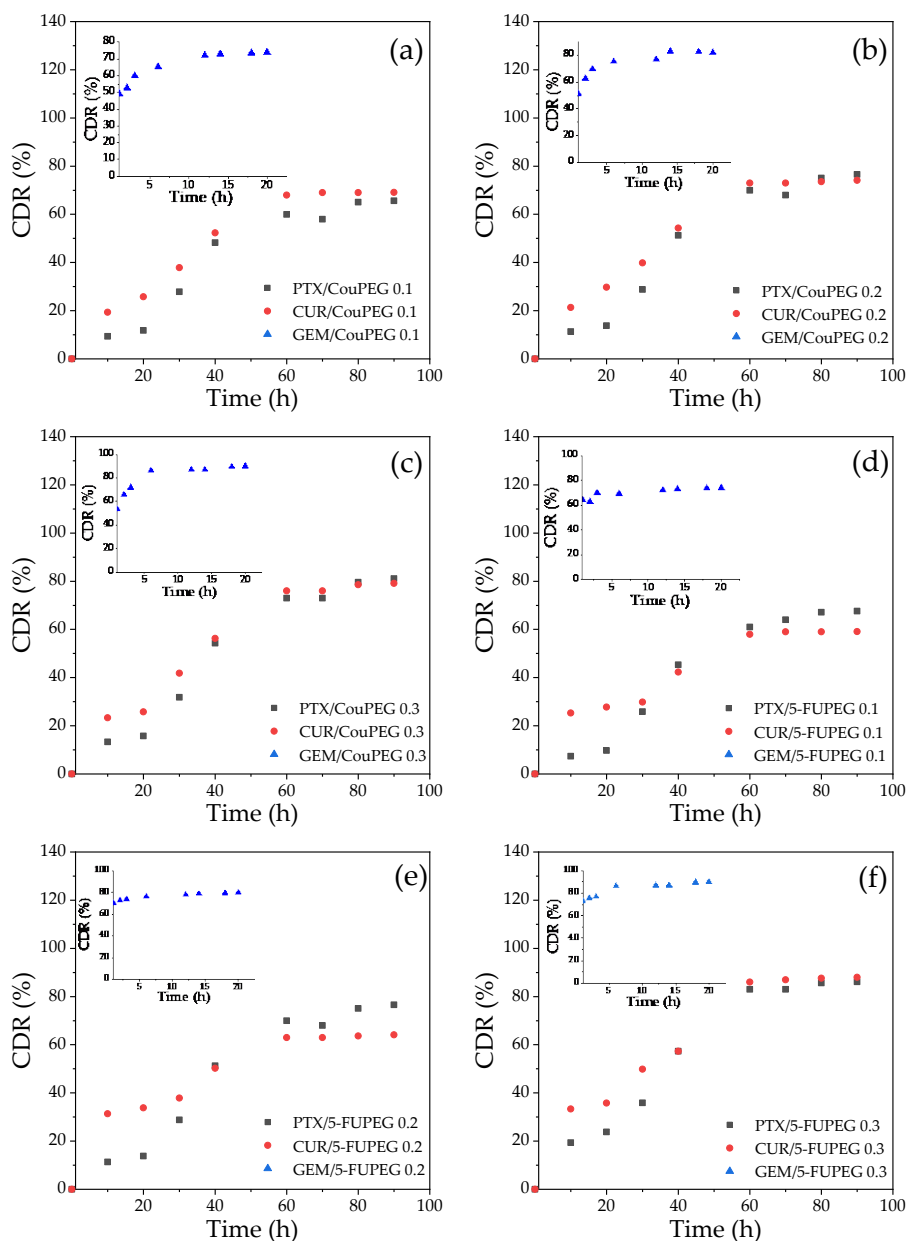 (a)
CDR (%)
140
120
100
80
60
40
20
0
80
70
60
50
40
30
20
10
0
CDR (%)
5
10
15
20
Time (h)
PTX/CouPEG 0.1
CUR/CouPEG 0.1
GEM/CouPEG 0.1
20 40 60 80 100
Time (h)
(b)
CDR (%)
140
120
100
80
60
40
20
0
80
60
40
20
0
CDR (%)
5 10 15 20
Time (h)
PTX/CouPEG 0.2
CUR/CouPEG 0.2
GEM/CouPEG 0.2
20 40 60 80 100
Time (h)
(c)
CDR (%)
140
120
100
80
60
40
20
0
100
80
60
40
20
0
CDR (%)
5 10 15 20
Time (h)
PTX/CouPEG 0.3
CUR/CouPEG 0.3
GEM/CouPEG 0.3
20 40 60 80 100
Time (h)
(d)
CDR (%)
140
120
100
80
60
40
20
0
100
80
60
40
20
0
CDR (%)
5 10 15 20
Time (h)
PTX/5-FUPEG 0.1
CUR/5-FUPEG 0.1
GEM/5-FUPEG 0.1
20 40 60 80 100
Time (h)
(e)
CDR (%)
140
120
100
80
60
40
20
0
100
80
60
40
20
0
CDR (%)
5 10 15 20
Time (h)
PTX/5-FUPEG 0.2
CUR/5-FUPEG 0.2
GEM/5-FUPEG 0.2
20 40 60 80 100
Time (h)
(f)
CDR (%)
140
120
100
80
60
40
20
0
100
80
60
40
20
0
CDR (%)
5 10 15 20
Time (h)
PTX/5-FUPEG 0.3
CUR/5-FUPEG 0.3
GEM/5-FUPEG 0.3
20 40 60 80 100
Time (h)